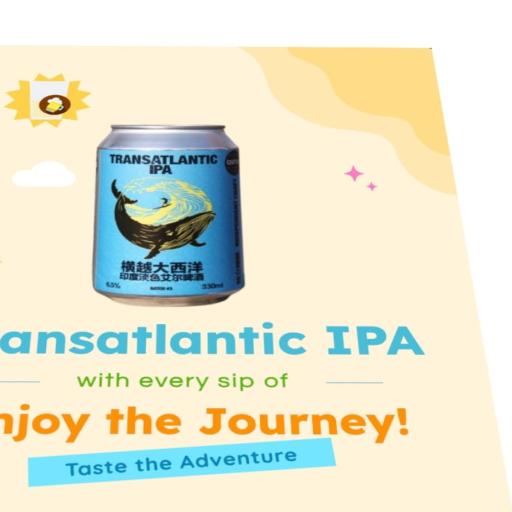 TRANSATLANTIC
IPA
横越大西洋
印度淡色艾尔啤酒
6.5%
330ml
ansatlantic IPA
with every sip of
njoy the Journey!
Taste the Adventure